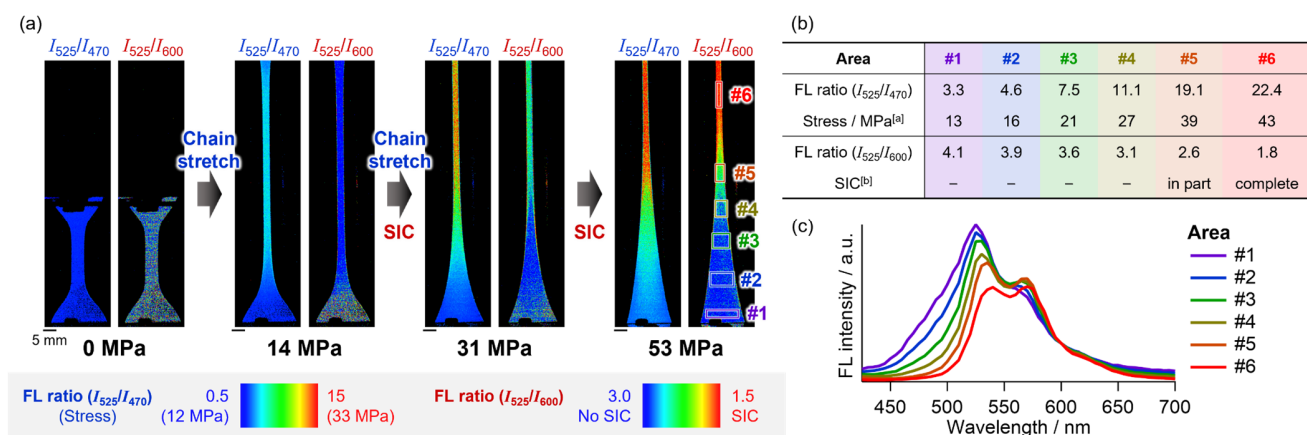 (a)
I525/I470 I525/I600 I525/I470 I525/I600 I525/I470 I525/I600 I525/I470 I525/I600
Chain stretch
Chain stretch
SIC
SIC
#6
#5
#4
#3
#2
#1
5 mm
0 MPa 14 MPa 31 MPa 53 MPa
FL ratio (I525/I470) 0.5 15 FL ratio (I525/I600) 3.0 1.5
(Stress) (12 MPa) (33 MPa) No SIC SIC
(b)
Area #1 #2 #3 #4 #5 #6
FL ratio (I525/I470) 3.3 4.6 7.5 11.1 19.1 22.4
Stress / MPa[a] 13 16 21 27 39 43
FL ratio (I525/I600) 4.1 3.9 3.6 3.1 2.6 1.8
SIC[b] – – – – in part complete
(c)
FL intensity / a.u.
450 500 550 600 650 700
Wavelength / nm
Area
#1
#2
#3
#4
#5
#6